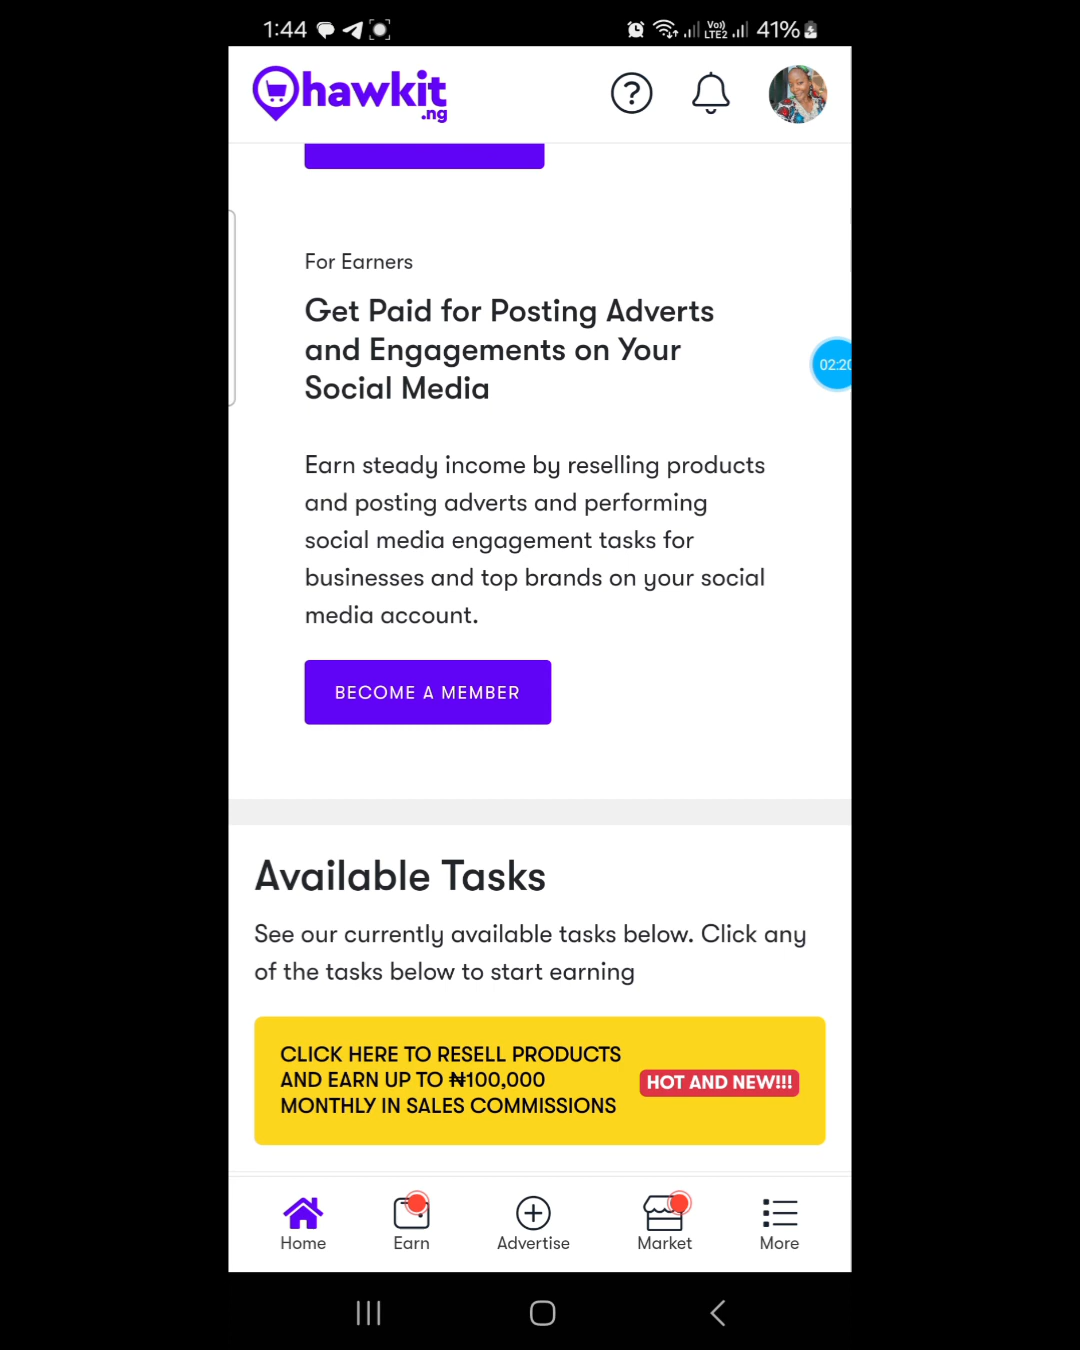 1:44
Vo))
LTE2
41%
hawkit
.ng
?
For Earners
Get Paid for Posting Adverts
and Engagements on Your
Social Media
02:20
Earn steady income by reselling products
and posting adverts and performing
social media engagement tasks for
businesses and top brands on your social
media account.
BECOME A MEMBER
Available Tasks
See our currently available tasks below. Click any
of the tasks below to start earning
CLICK HERE TO RESELL PRODUCTS
AND EARN UP TO ₦100,000
MONTHLY IN SALES COMMISSIONS
HOT AND NEW!!!
Home Earn Advertise Market More